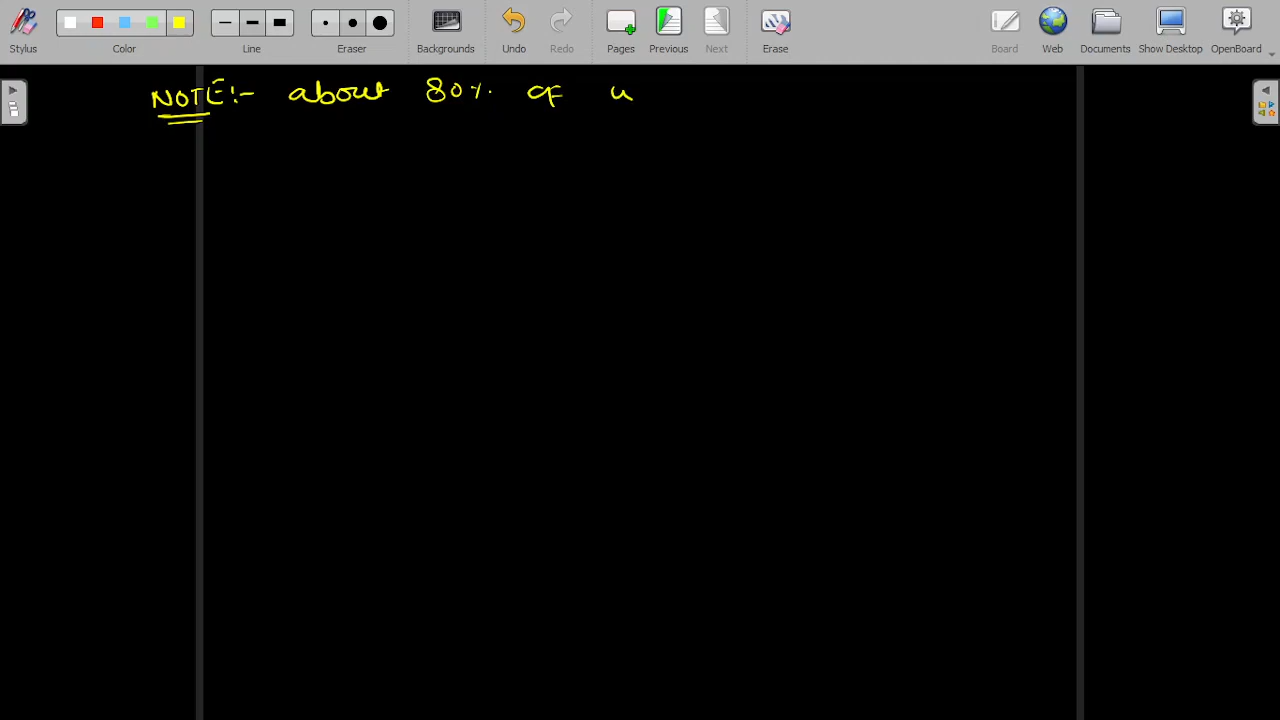 Stylus Color Line Eraser Backgrounds Undo Redo Pages Previous Next Erase Board Web Documents Show Desktop OpenBoard
NOTE:- about 80% of u